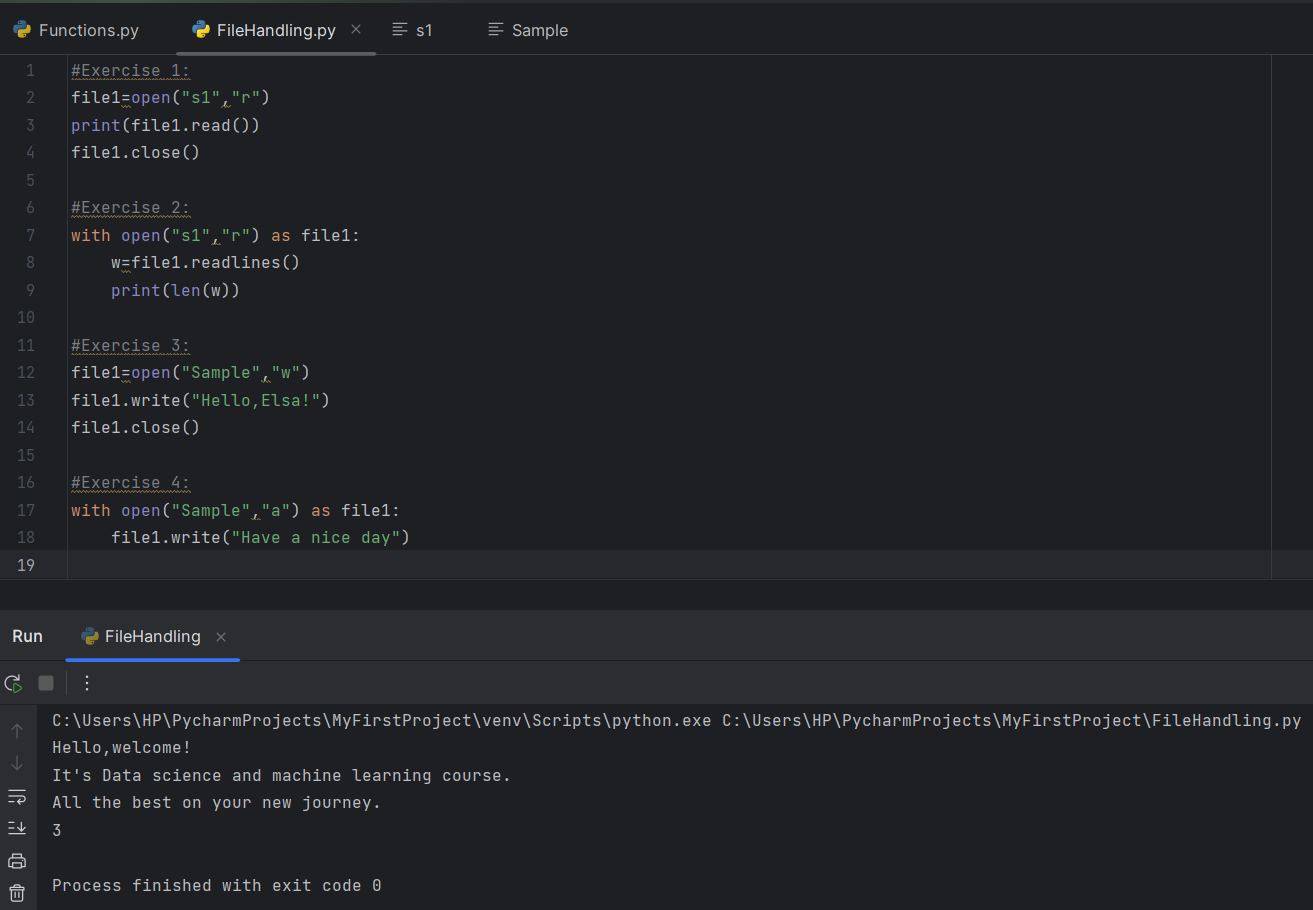 Functions.py FileHandling.py s1 Sample
1 #Exercise 1:
2 file1=open("s1","r")
3 print(file1.read())
4 file1.close()
5
6 #Exercise 2:
7 with open("s1","r") as file1:
8     w=file1.readlines()
9     print(len(w))
10
11 #Exercise 3:
12 file1=open("Sample","w")
13 file1.write("Hello,Elsa!")
14 file1.close()
15
16 #Exercise 4:
17 with open("Sample","a") as file1:
18     file1.write("Have a nice day")
19
Run FileHandling
C:\Users\HP\PycharmProjects\MyFirstProject\venv\Scripts\python.exe C:\Users\HP\PycharmProjects\MyFirstProject\FileHandling.py
Hello,welcome!
It's Data science and machine learning course.
All the best on your new journey.
3
Process finished with exit code 0